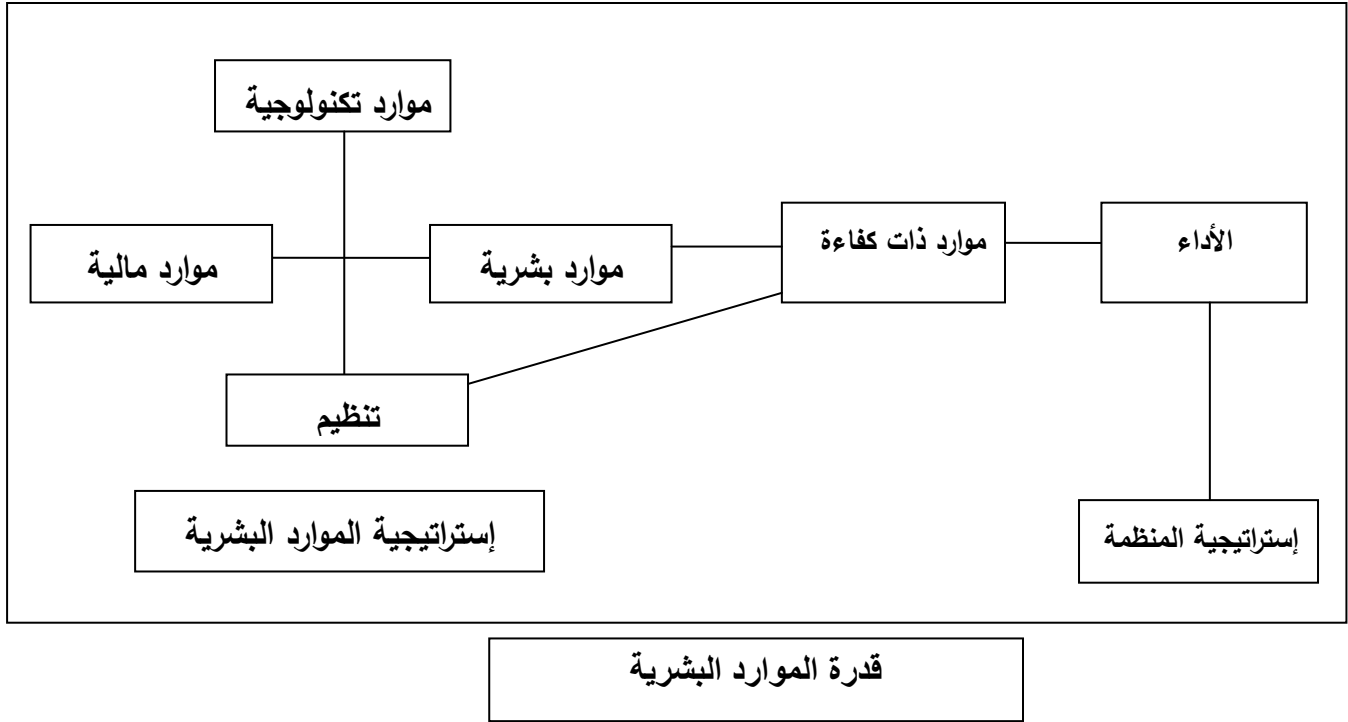 موارد تكنولوجية
الأداء
موارد ذات كفاءة
موارد بشرية
موارد مالية
تنظيم
إستراتيجية الموارد البشرية
إستراتيجية المنظمة
قدرة الموارد البشرية